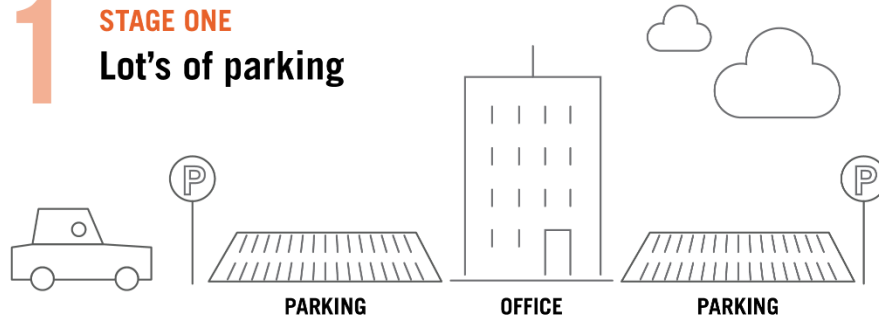 1
STAGE ONE
Lot's of parking
P
P
PARKING
OFFICE
PARKING